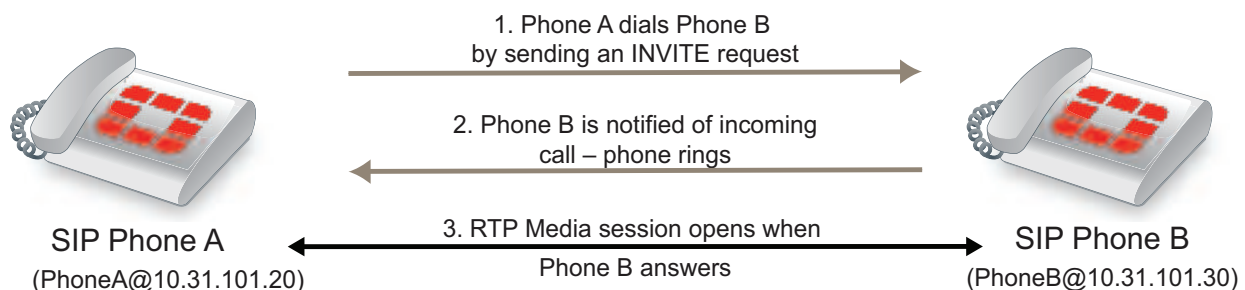 1. Phone A dials Phone B
by sending an INVITE request
2. Phone B is notified of incoming
call – phone rings
3. RTP Media session opens when
Phone B answers
SIP Phone A
(PhoneA@10.31.101.20)
SIP Phone B
(PhoneB@10.31.101.30)